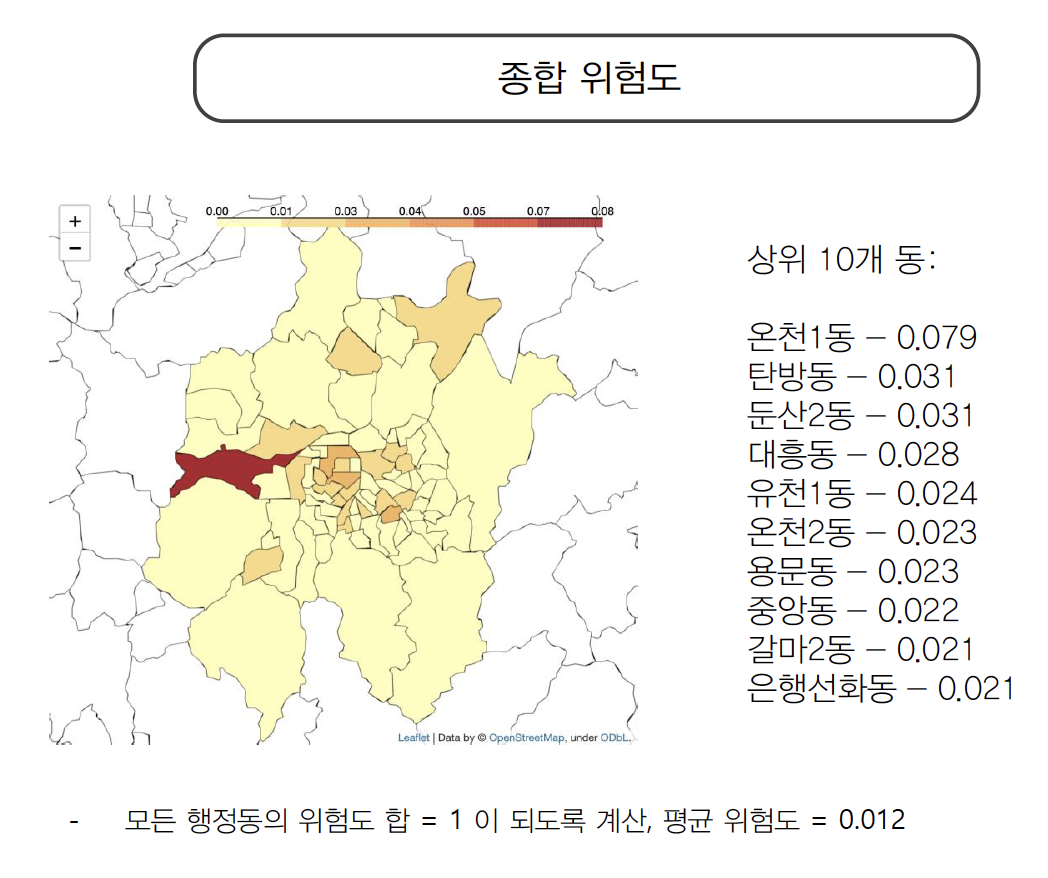 종합 위험도
+
−
0.00 0.01 0.03 0.04 0.05 0.07 0.08
상위 10개 동:
온천1동 – 0.079
탄방동 – 0.031
둔산2동 – 0.031
대흥동 – 0.028
유천1동 – 0.024
온천2동 – 0.023
용문동 – 0.023
중앙동 – 0.022
갈마2동 – 0.021
은행선화동 – 0.021
Leaflet | Data by © OpenStreetMap, under ODbL.
- 모든 행정동의 위험도 합 = 1 이 되도록 계산, 평균 위험도 = 0.012